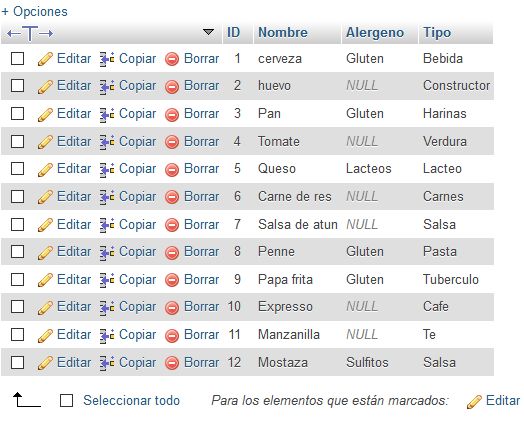 + Opciones
ID Nombre Alergeno Tipo
Editar Copiar Borrar 1 cerveza Gluten Bebida
Editar Copiar Borrar 2 huevo NULL Constructor
Editar Copiar Borrar 3 Pan Gluten Harinas
Editar Copiar Borrar 4 Tomate NULL Verdura
Editar Copiar Borrar 5 Queso Lacteos Lacteo
Editar Copiar Borrar 6 Carne de res NULL Carnes
Editar Copiar Borrar 7 Salsa de atun NULL Salsa
Editar Copiar Borrar 8 Penne Gluten Pasta
Editar Copiar Borrar 9 Papa frita Gluten Tuberculo
Editar Copiar Borrar 10 Expresso NULL Cafe
Editar Copiar Borrar 11 Manzanilla NULL Te
Editar Copiar Borrar 12 Mostaza Sulfitos Salsa
Seleccionar todo Para los elementos que están marcados: Editar